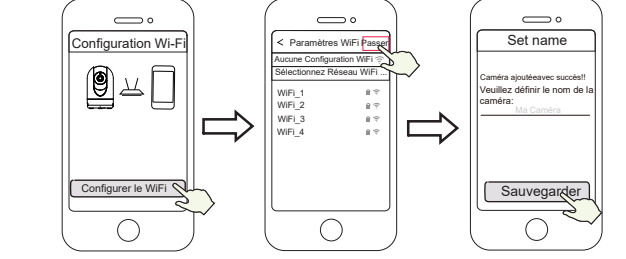 Configuration Wi-Fi
Configurer le WiFi
< Paramètres WiFi Passer
Aucune Configuration WiFi
Sélectionnez Réseau WiFi ...
WiFi_1
WiFi_2
WiFi_3
WiFi_4
Set name
Caméra ajoutéeavec succès!!
Veuillez définir le nom de la
caméra:
Ma Caméra
Sauvegarder